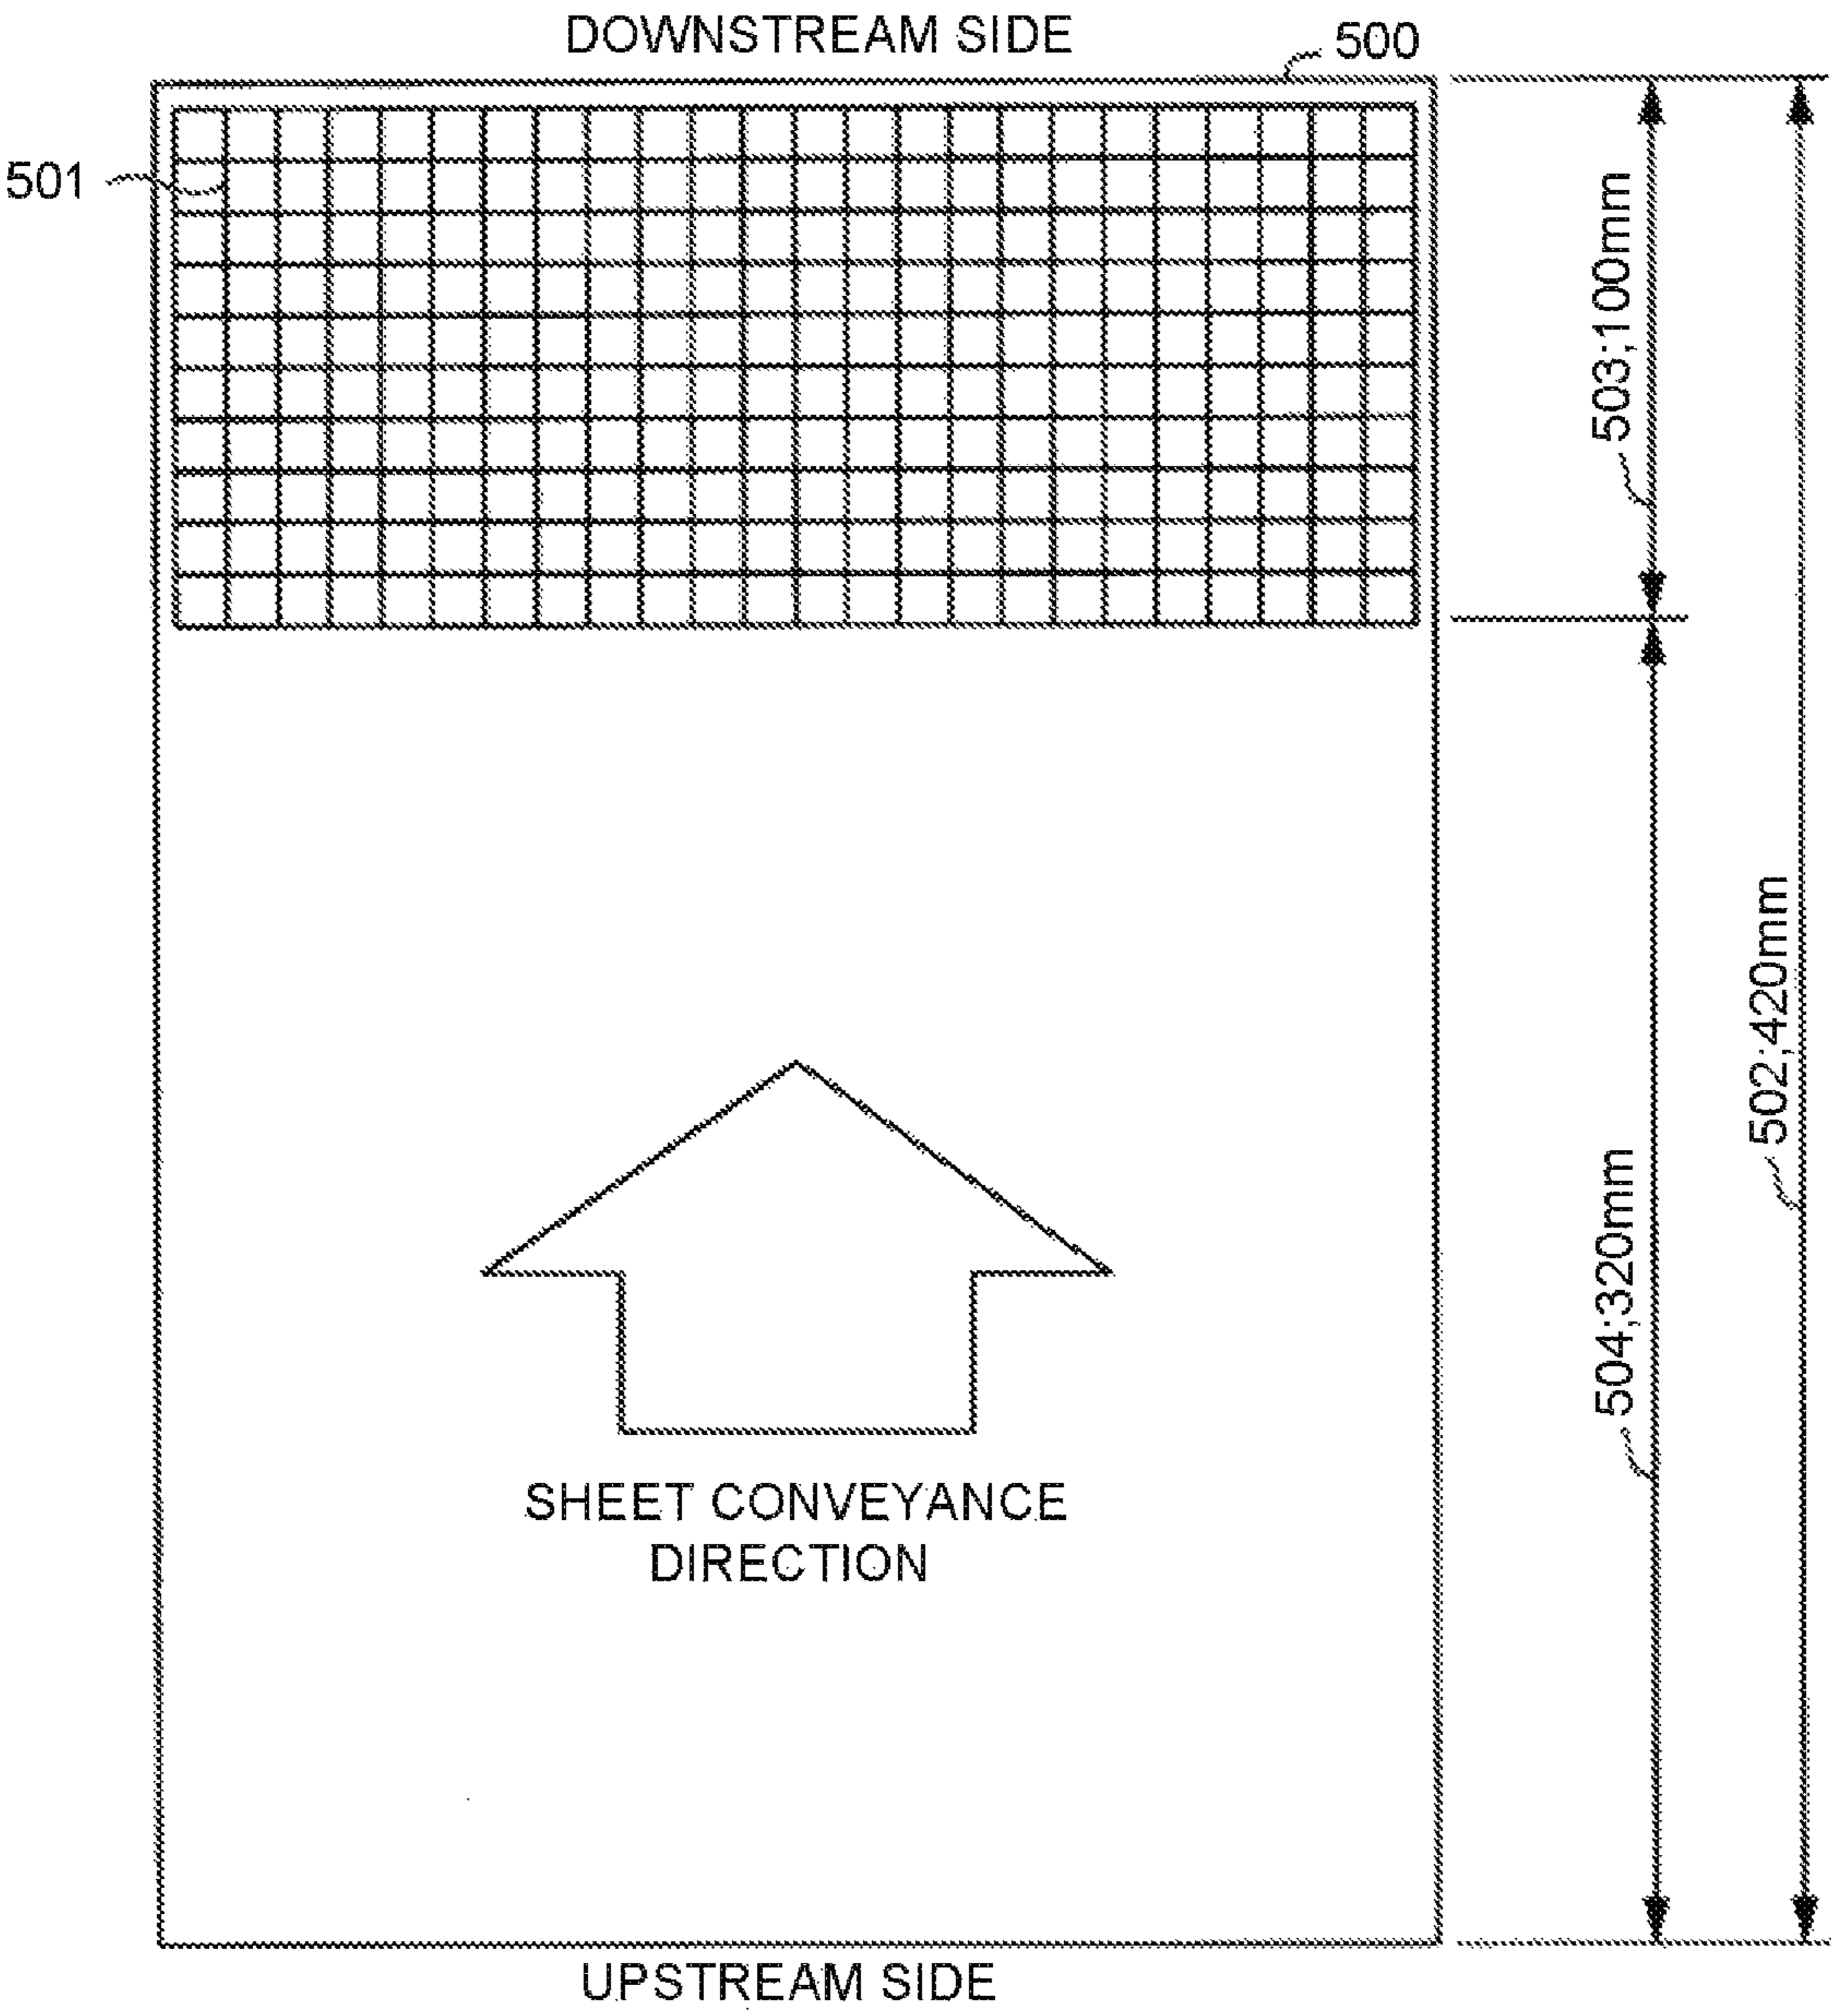 DOWNSTREAM SIDE
500
501
503;100mm
502;420mm
504;320mm
SHEET CONVEYANCE
DIRECTION
UPSTREAM SIDE